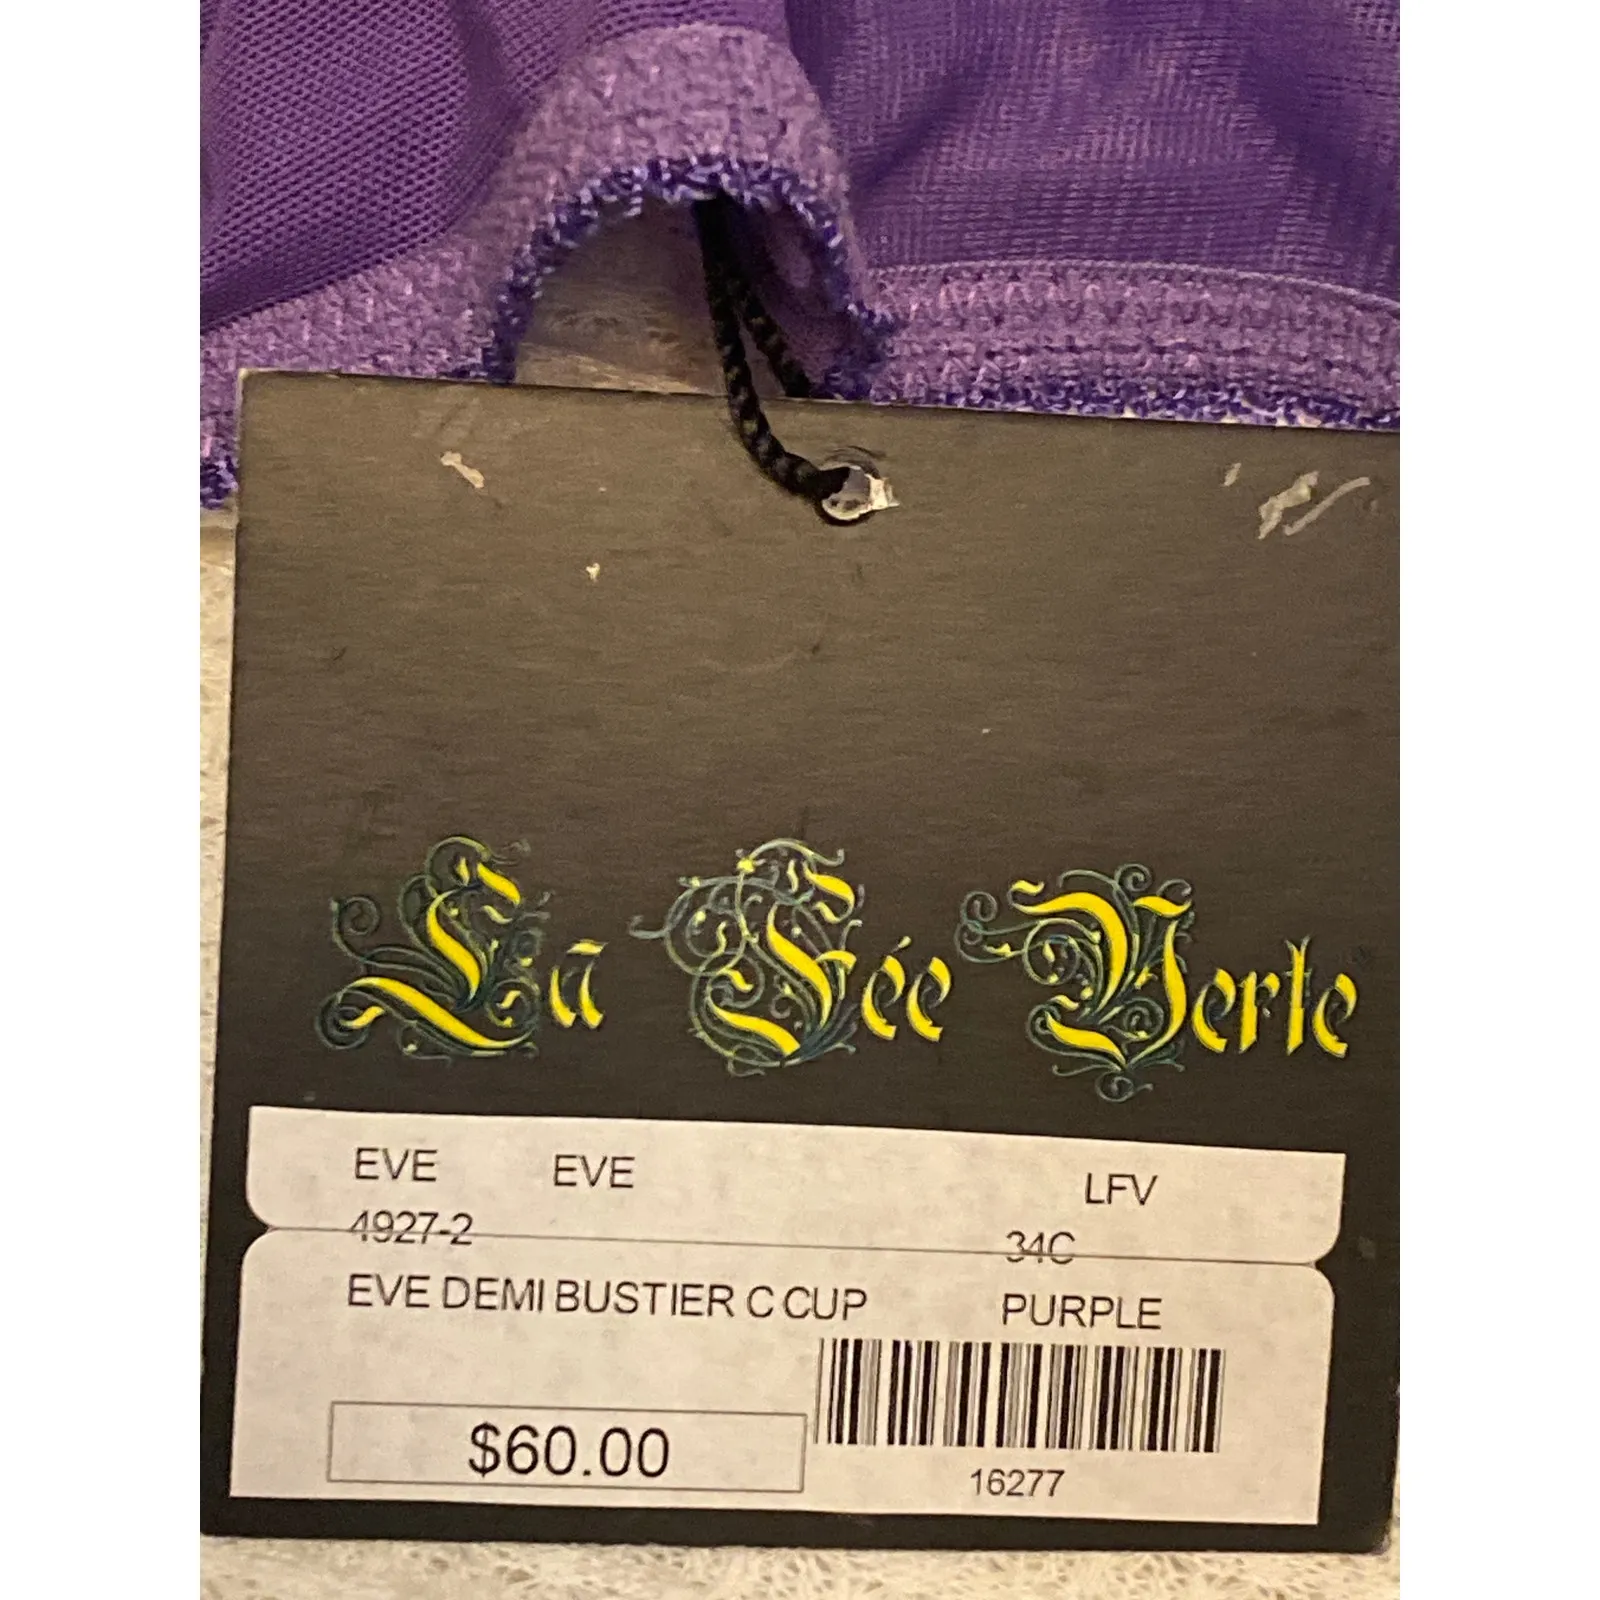 La Fée Verte
EVE EVE LFV
4927-2 34C
EVE DEMI BUSTIER C CUP PURPLE
$60.00
16277